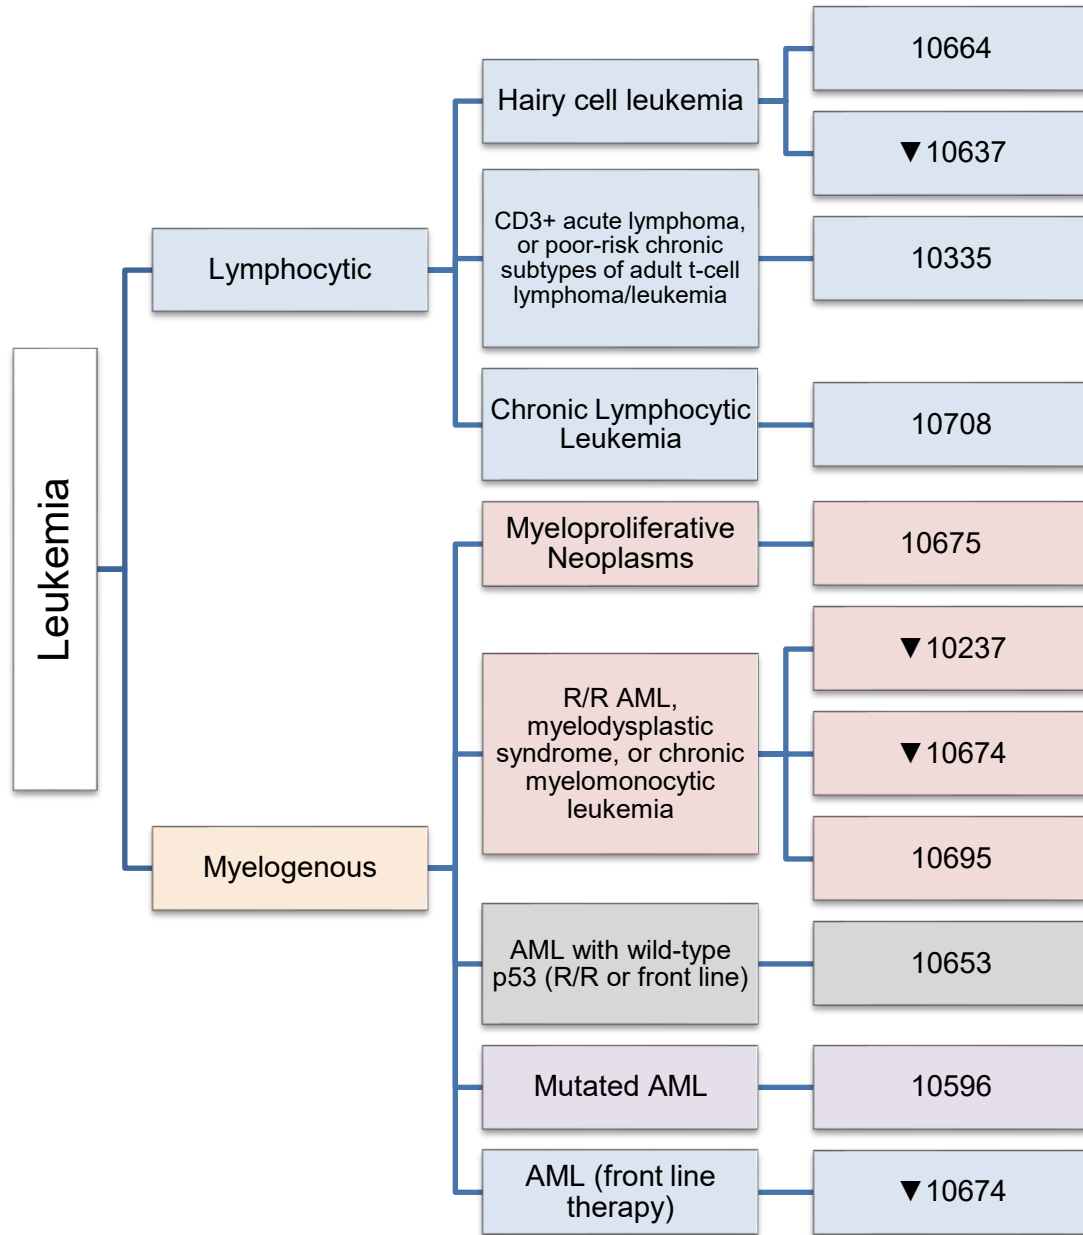 Leukemia
Lymphocytic
Hairy cell leukemia
10664
▼10637
CD3+ acute lymphoma,
or poor-risk chronic
subtypes of adult t-cell
lymphoma/leukemia
10335
Chronic Lymphocytic
Leukemia
10708
Myelogenous
Myeloproliferative
Neoplasms
10675
R/R AML,
myelodysplastic
syndrome, or chronic
myelomonocytic
leukemia
▼10237
▼10674
10695
AML with wild-type
p53 (R/R or front line)
10653
Mutated AML
10596
AML (front line
therapy)
▼10674